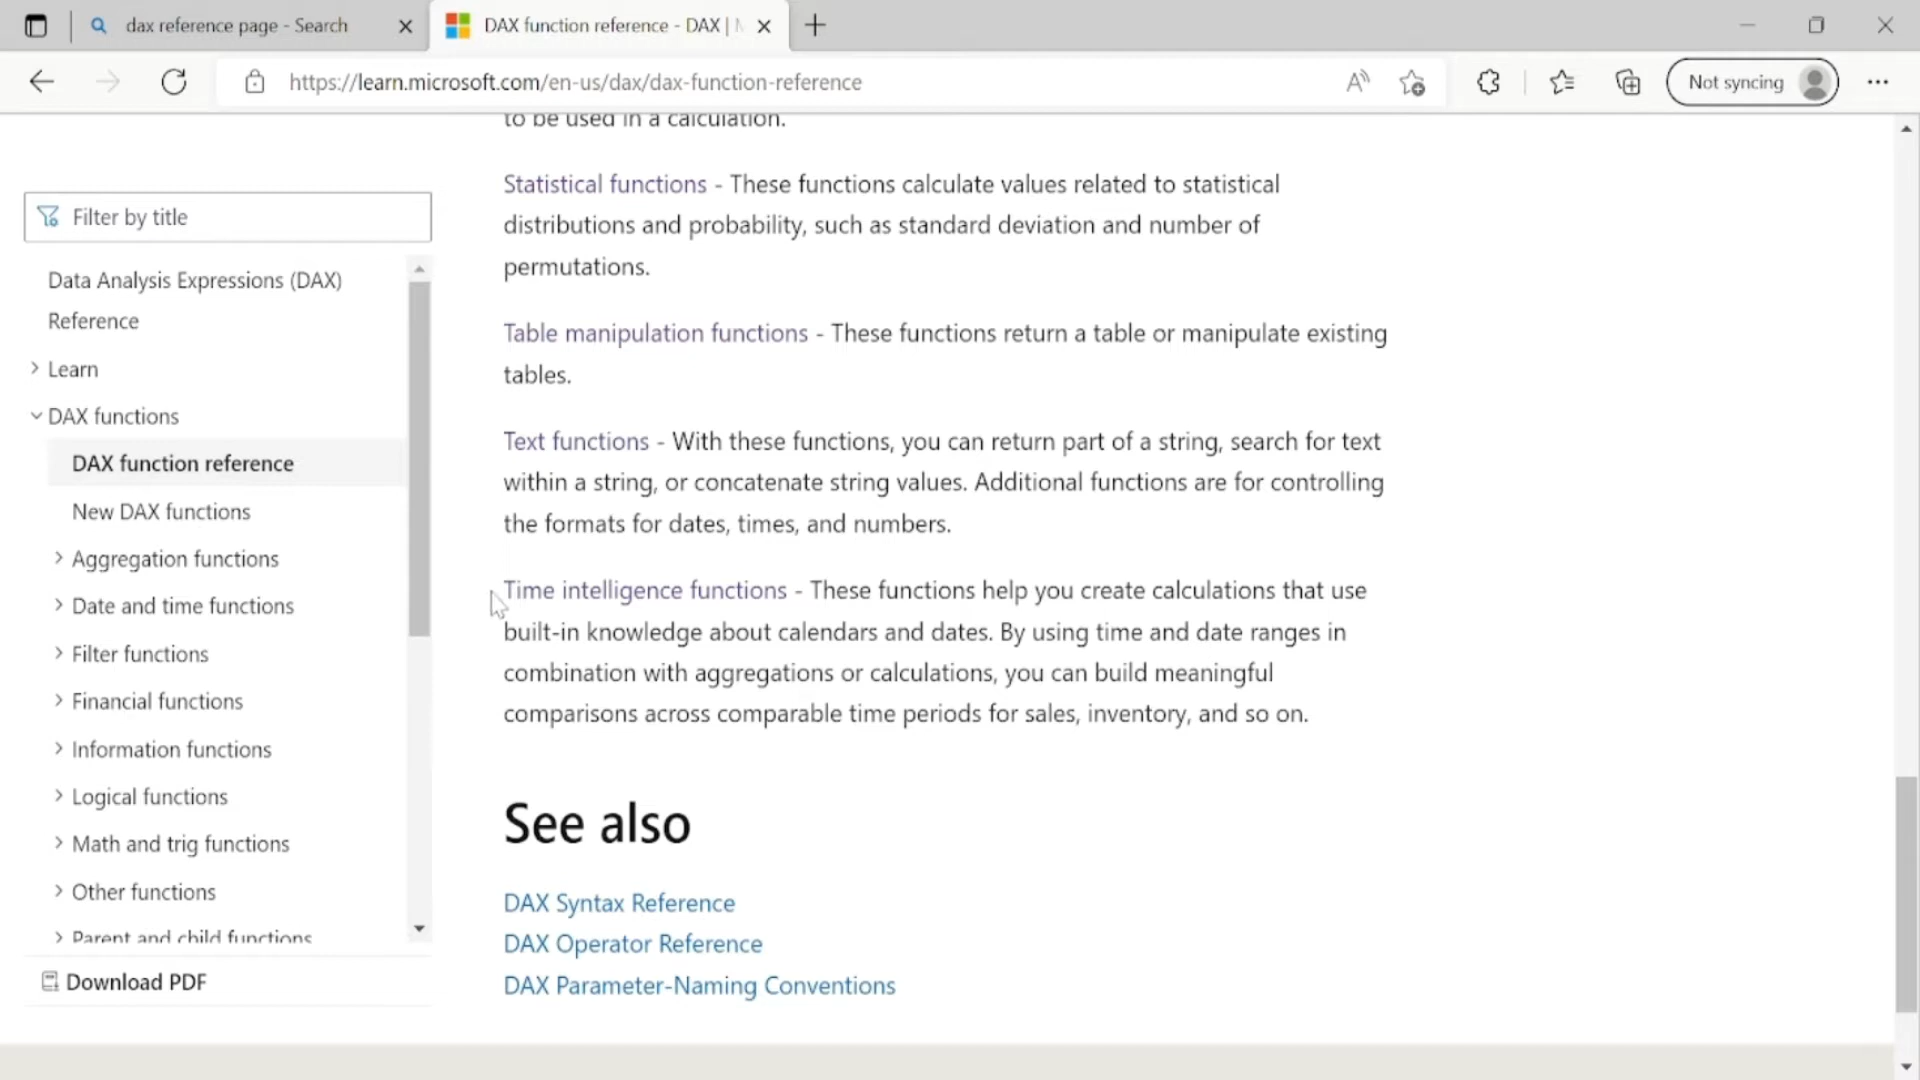 dax reference page - Search
DAX function reference - DAX |
https://learn.microsoft.com/en-us/dax/dax-function-reference
Not syncing
Filter by title
Data Analysis Expressions (DAX)
Reference
Learn
DAX functions
DAX function reference
New DAX functions
Aggregation functions
Date and time functions
Filter functions
Financial functions
Information functions
Logical functions
Math and trig functions
Other functions
Parent and child functions
Download PDF
to be used in a calculation.
Statistical functions - These functions calculate values related to statistical
distributions and probability, such as standard deviation and number of
permutations.
Table manipulation functions - These functions return a table or manipulate existing
tables.
Text functions - With these functions, you can return part of a string, search for text
within a string, or concatenate string values. Additional functions are for controlling
the formats for dates, times, and numbers.
Time intelligence functions - These functions help you create calculations that use
built-in knowledge about calendars and dates. By using time and date ranges in
combination with aggregations or calculations, you can build meaningful
comparisons across comparable time periods for sales, inventory, and so on.
See also
DAX Syntax Reference
DAX Operator Reference
DAX Parameter-Naming Conventions